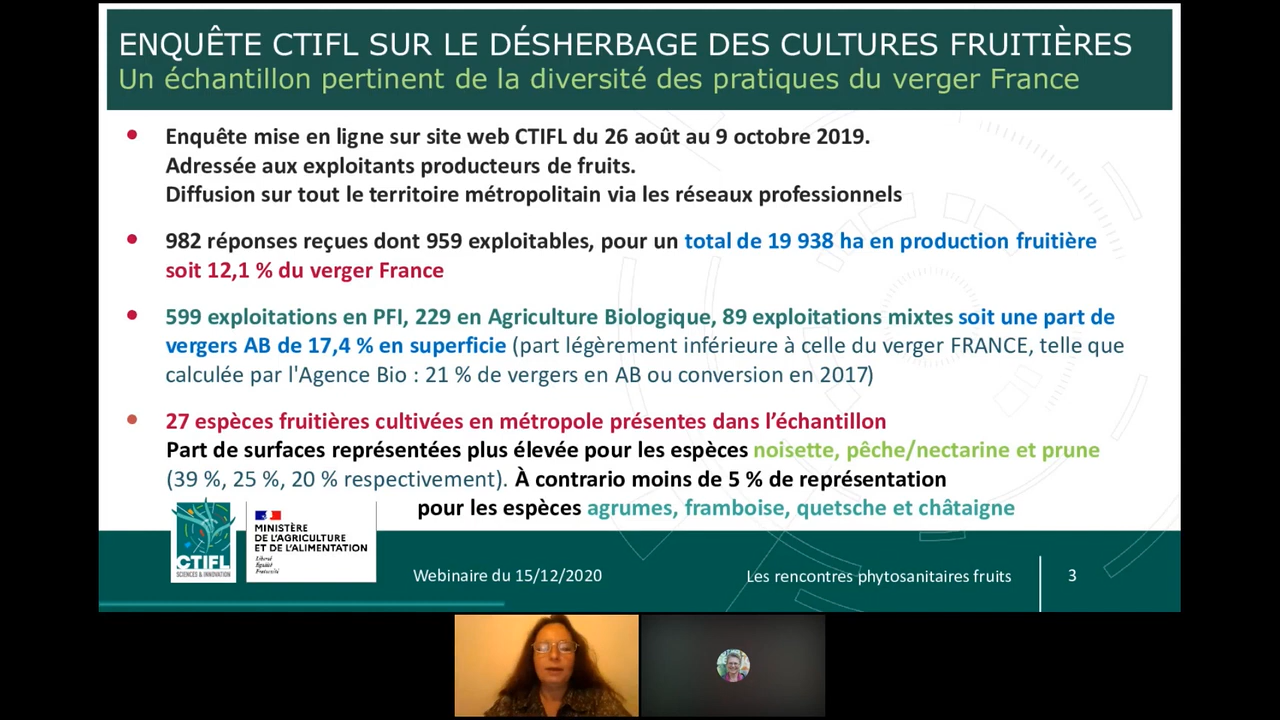 ENQUÊTE CTIFL SUR LE DÉSHERBAGE DES CULTURES FRUITIÈRES
Un échantillon pertinent de la diversité des pratiques du verger France
Enquête mise en ligne sur site web CTIFL du 26 août au 9 octobre 2019.
Adressée aux exploitants producteurs de fruits.
Diffusion sur tout le territoire métropolitain via les réseaux professionnels
982 réponses reçues dont 959 exploitables, pour un total de 19 938 ha en production fruitière
soit 12,1 % du verger France
599 exploitations en PFI, 229 en Agriculture Biologique, 89 exploitations mixtes soit une part de
vergers AB de 17,4 % en superficie (part légèrement inférieure à celle du verger FRANCE, telle que
calculée par l'Agence Bio : 21 % de vergers en AB ou conversion en 2017)
27 espèces fruitières cultivées en métropole présentes dans l’échantillon
Part de surfaces représentées plus élevée pour les espèces noisette, pêche/nectarine et prune
(39 %, 25 %, 20 % respectivement). À contrario moins de 5 % de représentation
pour les espèces agrumes, framboise, quetsche et châtaigne
CTIFL
SCIENCES & INNOVATION
MINISTÈRE
DE L'AGRICULTURE
ET DE L'ALIMENTATION
Liberté
Égalité
Fraternité
Webinaire du 15/12/2020
Les rencontres phytosanitaires fruits
3